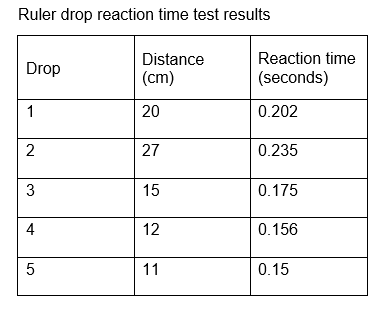 Ruler drop reaction time test results
Drop Distance (cm) Reaction time (seconds)
1 20 0.202
2 27 0.235
3 15 0.175
4 12 0.156
5 11 0.15